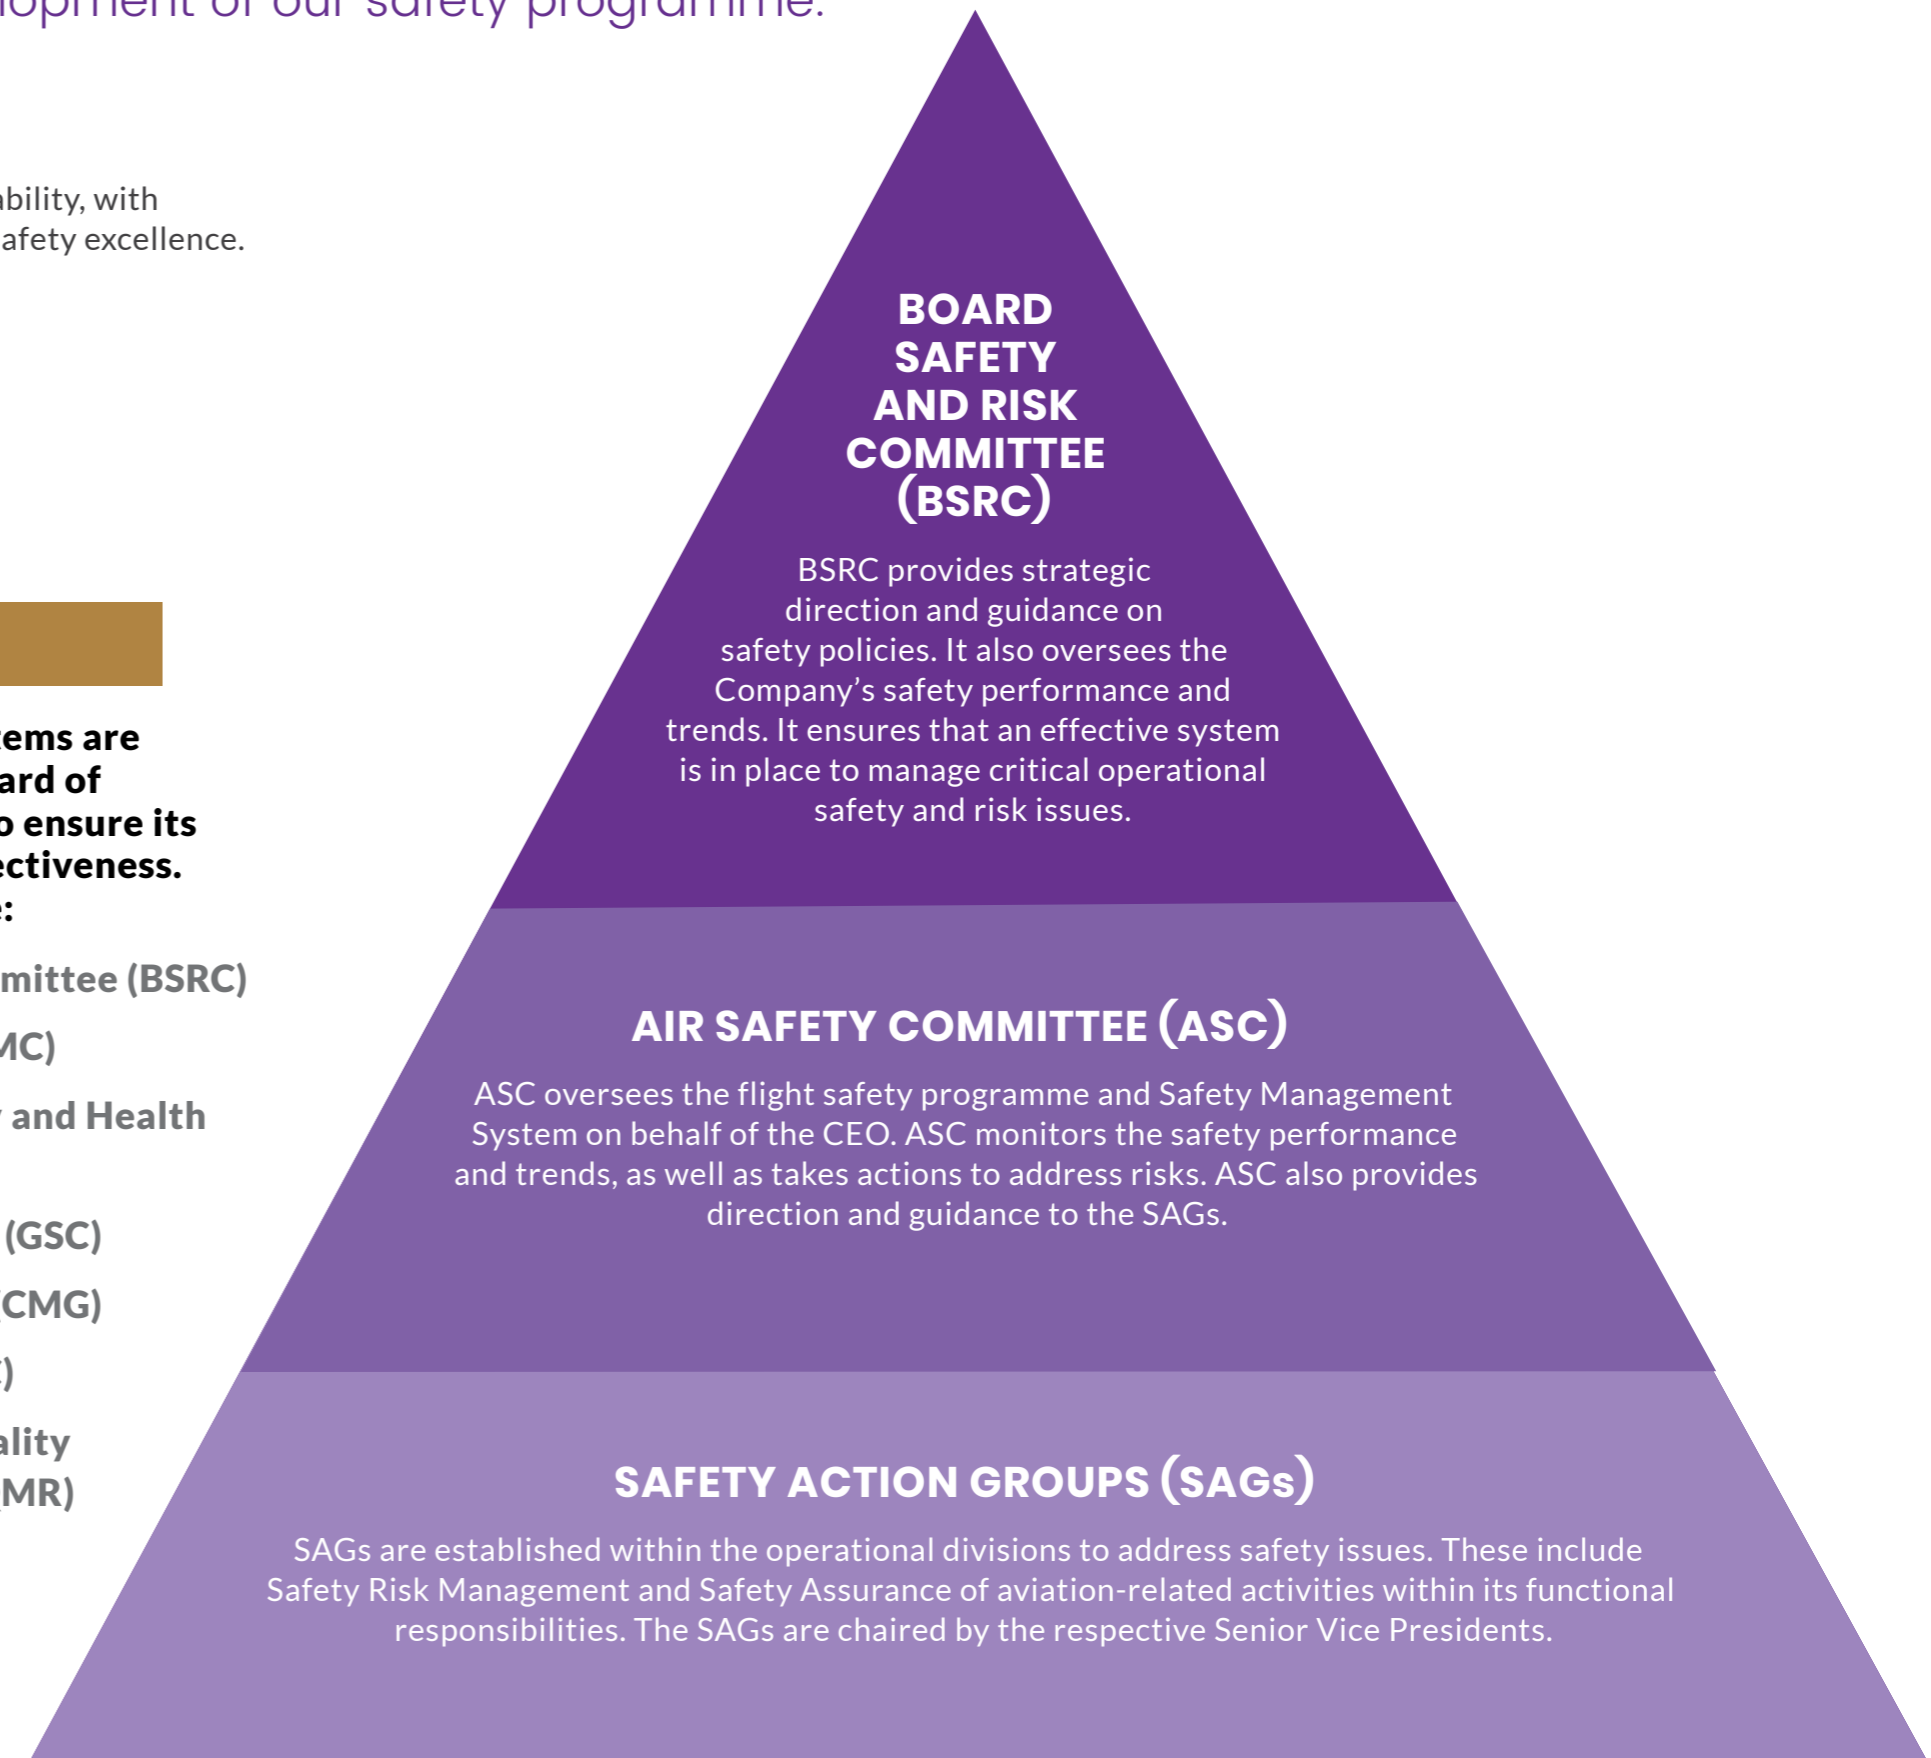 opment of our safety programme.
ability, with
afety excellence.
tems are
ard of
o ensure its
ectiveness.
e:
mmittee (BSRC)
MC)
y and Health
(GSC)
(CMG)
C)
ality
MR)
BOARD
SAFETY
AND RISK
COMMITTEE
(BSRC)
BSRC provides strategic
direction and guidance on
safety policies. It also oversees the
Company’s safety performance and
trends. It ensures that an effective system
is in place to manage critical operational
safety and risk issues.
AIR SAFETY COMMITTEE (ASC)
ASC oversees the flight safety programme and Safety Management
System on behalf of the CEO. ASC monitors the safety performance
and trends, as well as takes actions to address risks. ASC also provides
direction and guidance to the SAGs.
SAFETY ACTION GROUPS (SAGs)
SAGs are established within the operational divisions to address safety issues. These include
Safety Risk Management and Safety Assurance of aviation-related activities within its functional
responsibilities. The SAGs are chaired by the respective Senior Vice Presidents.